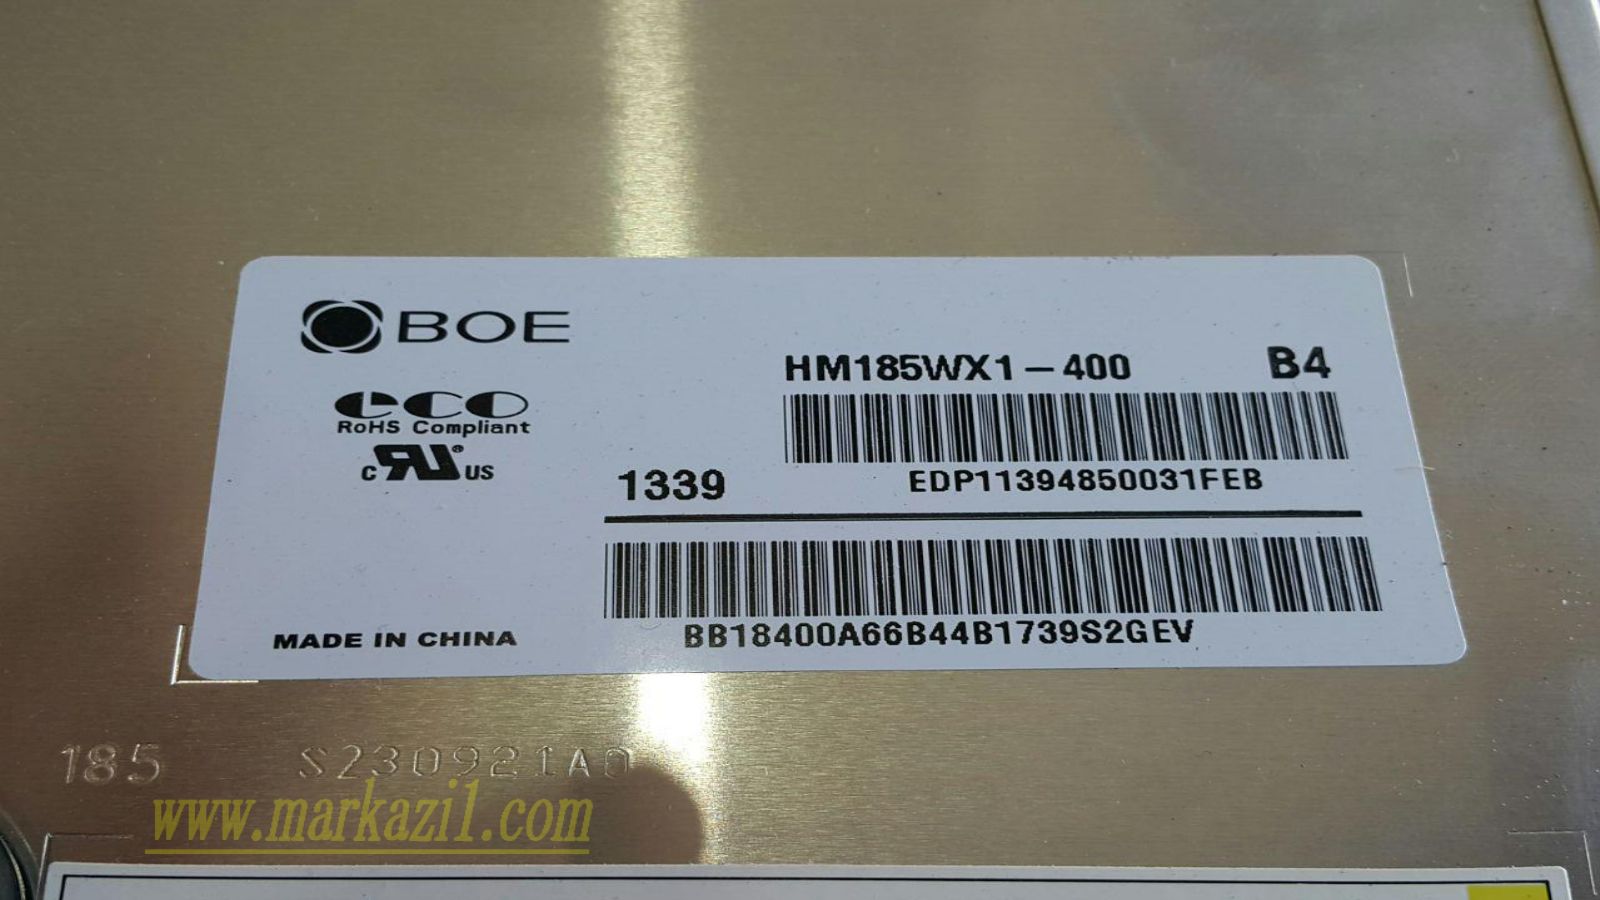 BOE
HM185WX1-400 B4
eco
RoHS Compliant
c RU® US
1339
EDP11394850031FEB
BB18400A66B44B1739S2GEV
MADE IN CHINA
185 S230921A0
www.markazi1.com